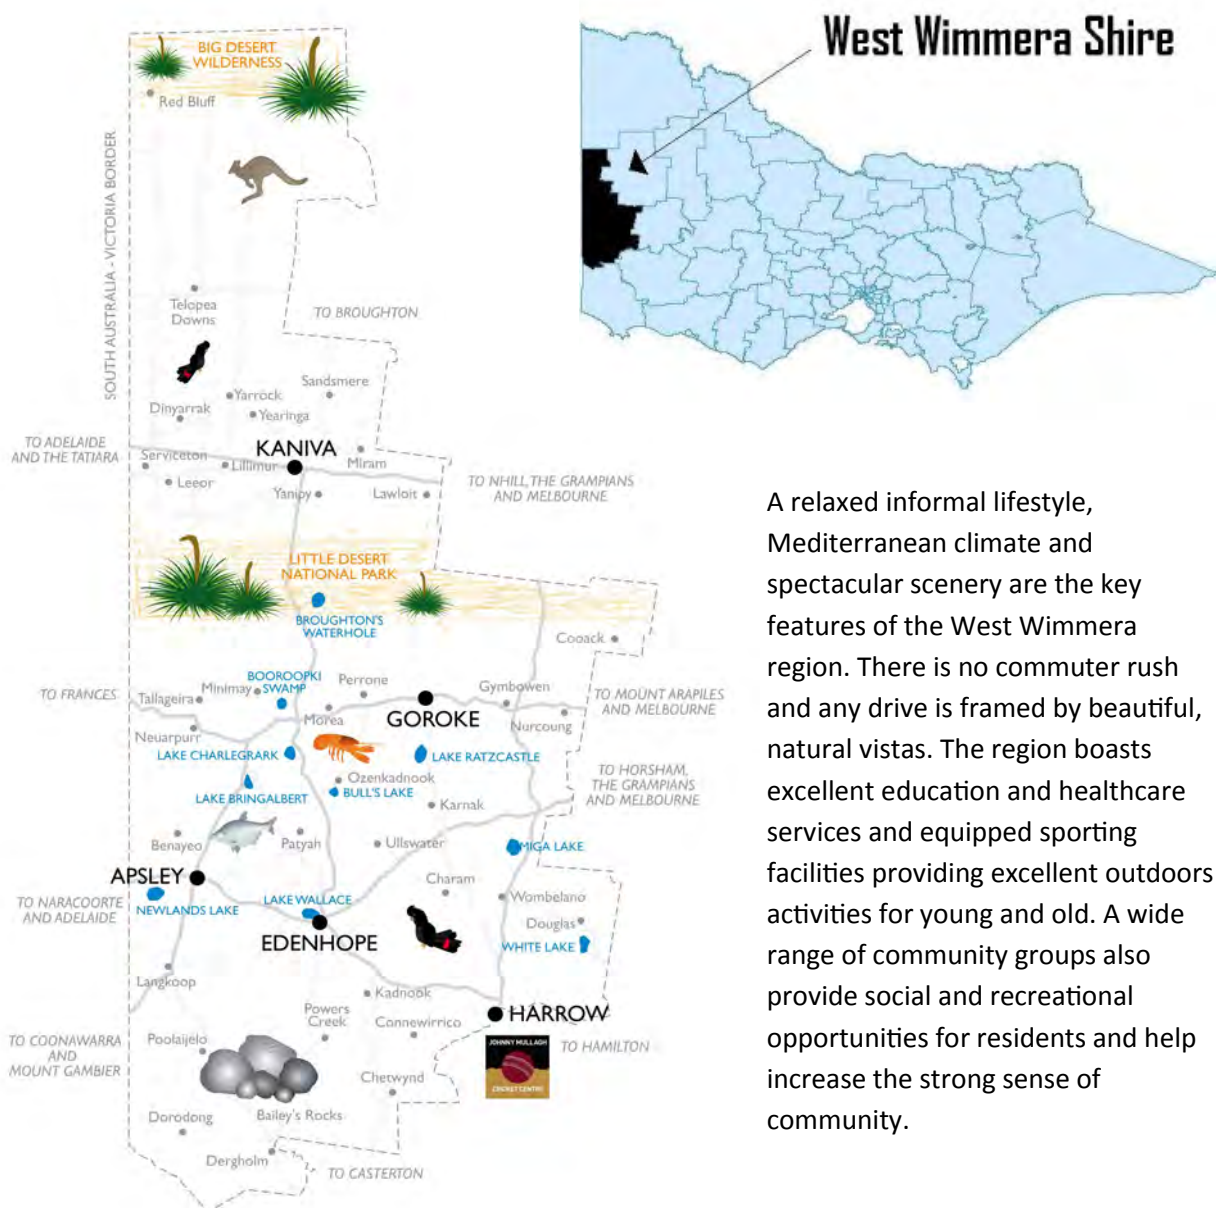 West Wimmera Shire
BIG DESERT
WILDERNESS
Red Bluff
SOUTH AUSTRALIA - VICTORIA BORDER
Telopea
Downs
TO BROUGHTON
Sandsmere
Yarrock
Dinyarrak
Yearinga
TO ADELAIDE
AND THE TATIARA
KANIVA
Serviceton
Lillimur
Miram
Leeor
Yanipy
Lawloit
TO NHILL, THE GRAMPIANS
AND MELBOURNE
LITTLE DESERT
NATIONAL PARK
BROUGHTON'S
WATERHOLE
Cooack
BOOROOPKI
SWAMP
Perrone
Gymbowen
TO FRANCES
Tallageira
Minimay
TO MOUNT ARAPILES
AND MELBOURNE
Morea
GOROKE
Nurcoung
Neuarpurr
LAKE CHARLEGRARK
LAKE RATZCASTLE
TO HORSHAM,
THE GRAMPIANS
AND MELBOURNE
Ozenkadnook
BULL'S LAKE
LAKE BRINGALBERT
Karnak
Benayeo
Patyah
Ullswater
MIGA LAKE
APSLEY
Charam
TO NARACOORTE
AND ADELAIDE
NEWLANDS LAKE
LAKE WALLACE
Wombelano
Douglas
EDENHOPE
WHITE LAKE
Langkoop
Kadnook
Powers
Creek
Connewirrico
HARROW
TO COONAWARRA
AND
MOUNT GAMBIER
Poolaijelo
JOHNNY MULLAGH
CRICKET CENTRE
TO HAMILTON
Chetwynd
Dorodong
Bailey's Rocks
Dergholm
TO CASTERTON
A relaxed informal lifestyle,
Mediterranean climate and
spectacular scenery are the key
features of the West Wimmera
region. There is no commuter rush
and any drive is framed by beautiful,
natural vistas. The region boasts
excellent education and healthcare
services and equipped sporting
facilities providing excellent outdoors
activities for young and old. A wide
range of community groups also
provide social and recreational
opportunities for residents and help
increase the strong sense of
community.